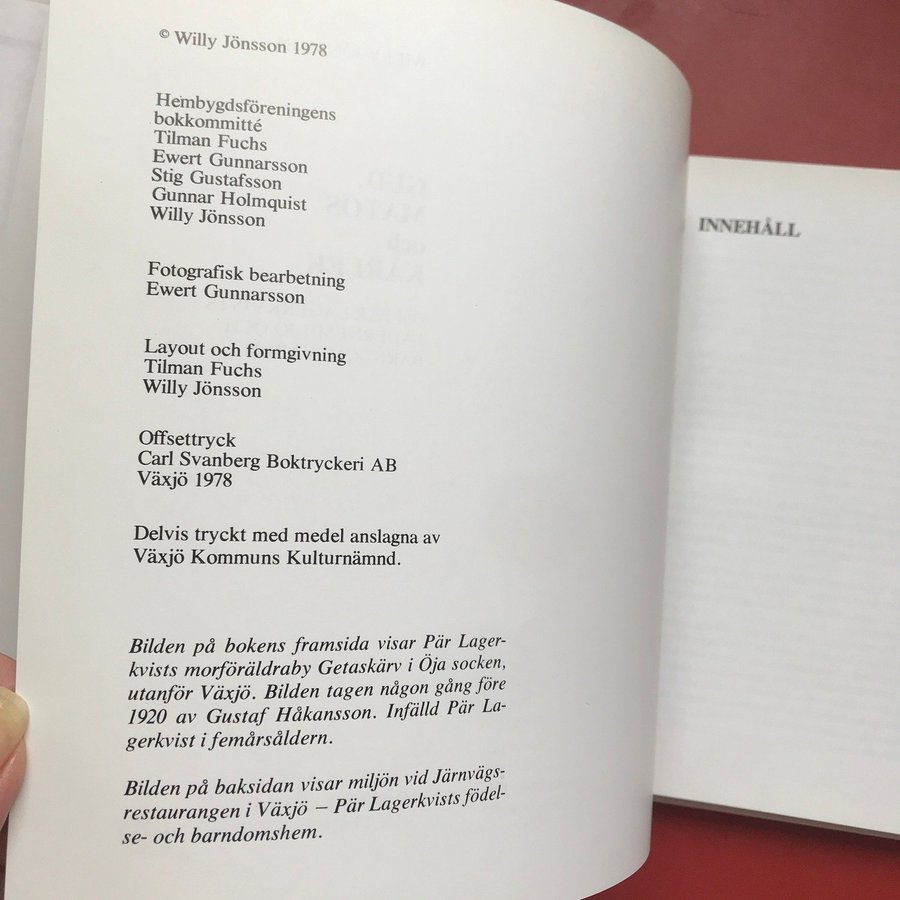 © Willy Jönsson 1978
Hembygdsföreningens
bokkommitté
Tilman Fuchs
Ewert Gunnarsson
Stig Gustafsson
Gunnar Holmquist
Willy Jönsson
Fotografisk bearbetning
Ewert Gunnarsson
Layout och formgivning
Tilman Fuchs
Willy Jönsson
Offsettryck
Carl Svanberg Boktryckeri AB
Växjö 1978
Delvis tryckt med medel anslagna av
Växjö Kommuns Kulturnämnd.
Bilden på bokens framsida visar Pär Lager-
kvists morföräldraby Getaskärv i Öja socken,
utanför Växjö. Bilden tagen någon gång före
1920 av Gustaf Håkansson. Infälld Pär La-
gerkvist i femårsåldern.
Bilden på baksidan visar miljön vid Järnvägs-
restaurangen i Växjö – Pär Lagerkvists födel-
se- och barndomshem.
INNEHÅLL